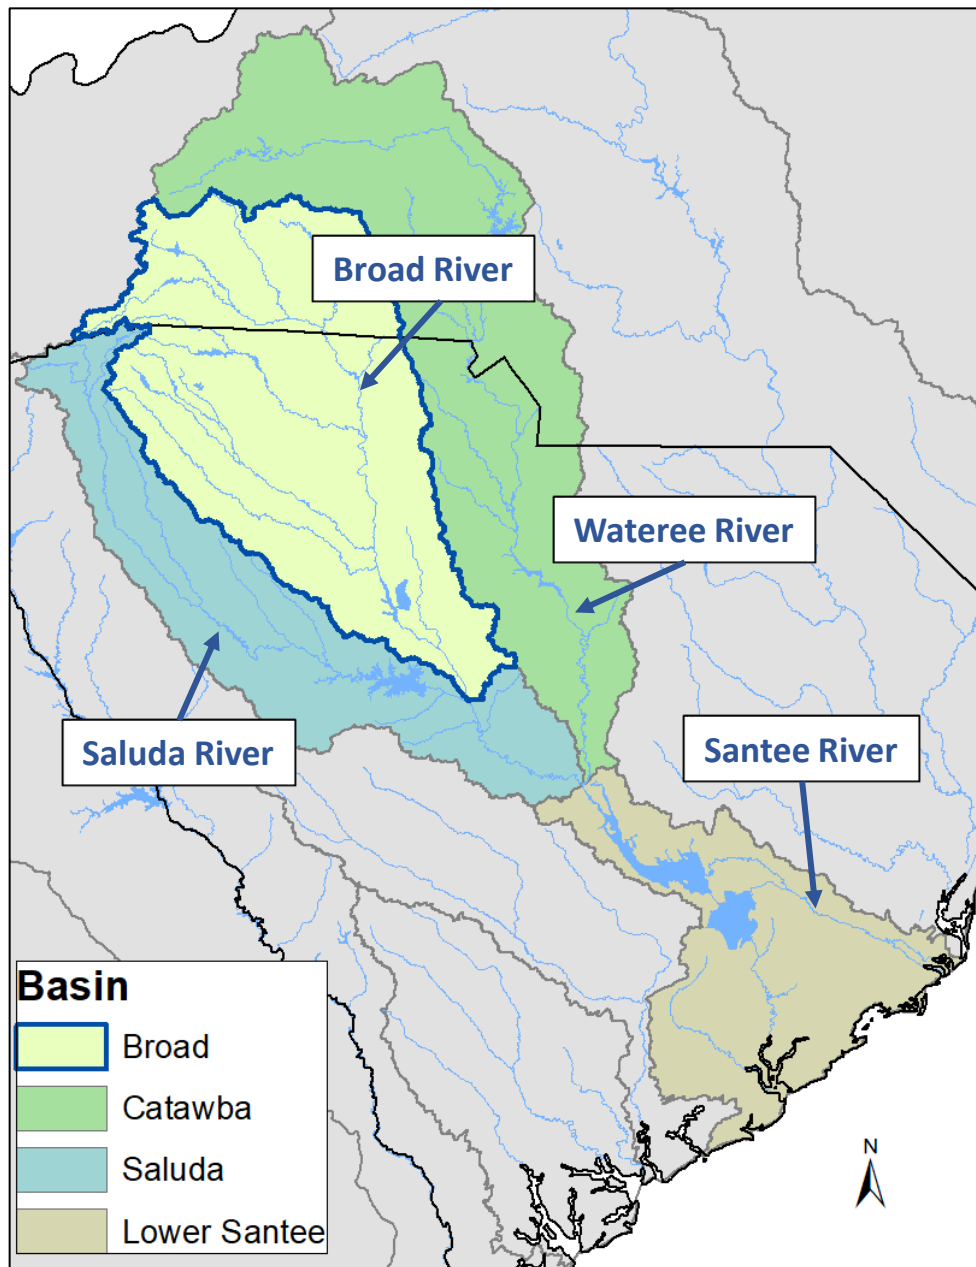 Broad River
Wateree River
Saluda River
Santee River
Basin
Broad
Catawba
Saluda
Lower Santee
N